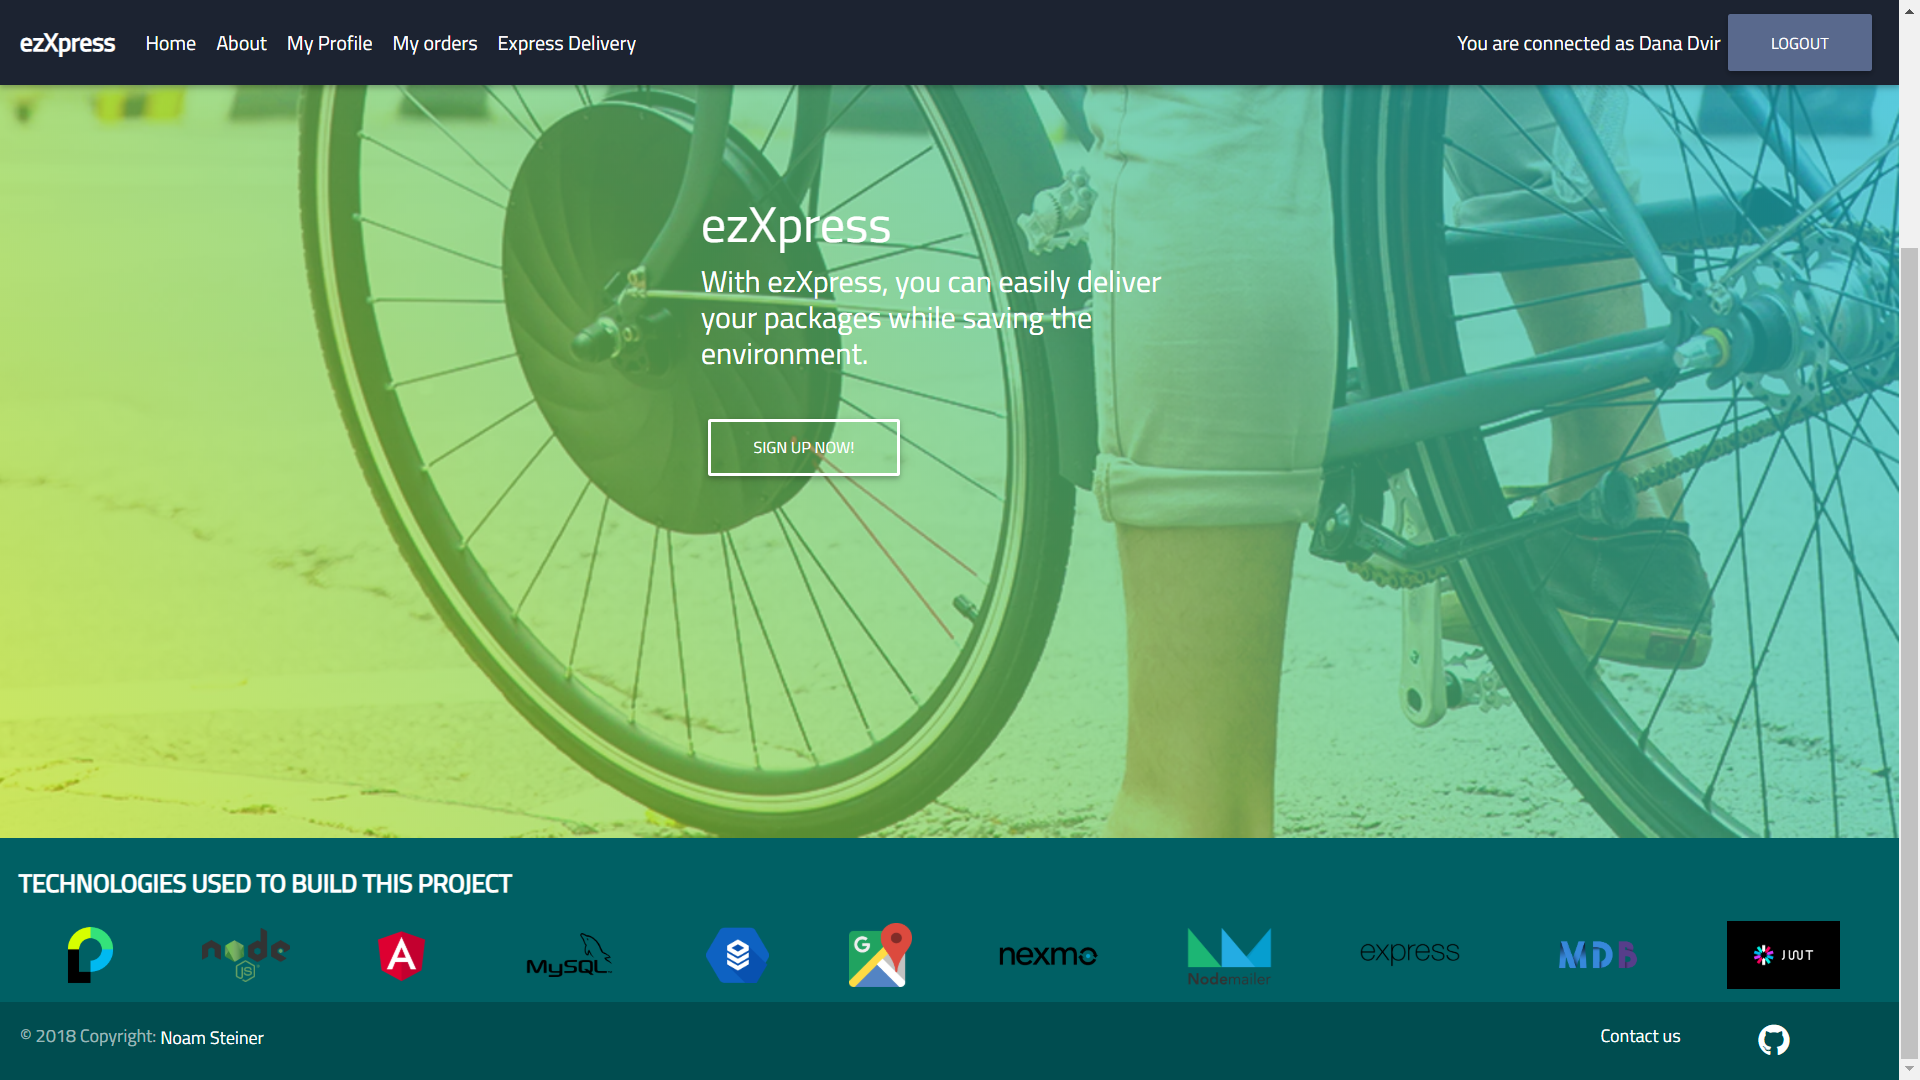 ezXpress Home About My Profile My orders Express Delivery You are connected as Dana Dvir LOGOUT
ezXpress
With ezXpress, you can easily deliver
your packages while saving the
environment.
SIGN UP NOW!
TECHNOLOGIES USED TO BUILD THIS PROJECT
node JS A MySQL G nexmo Nodemailer express MDB JWT
© 2018 Copyright: Noam Steiner Contact us